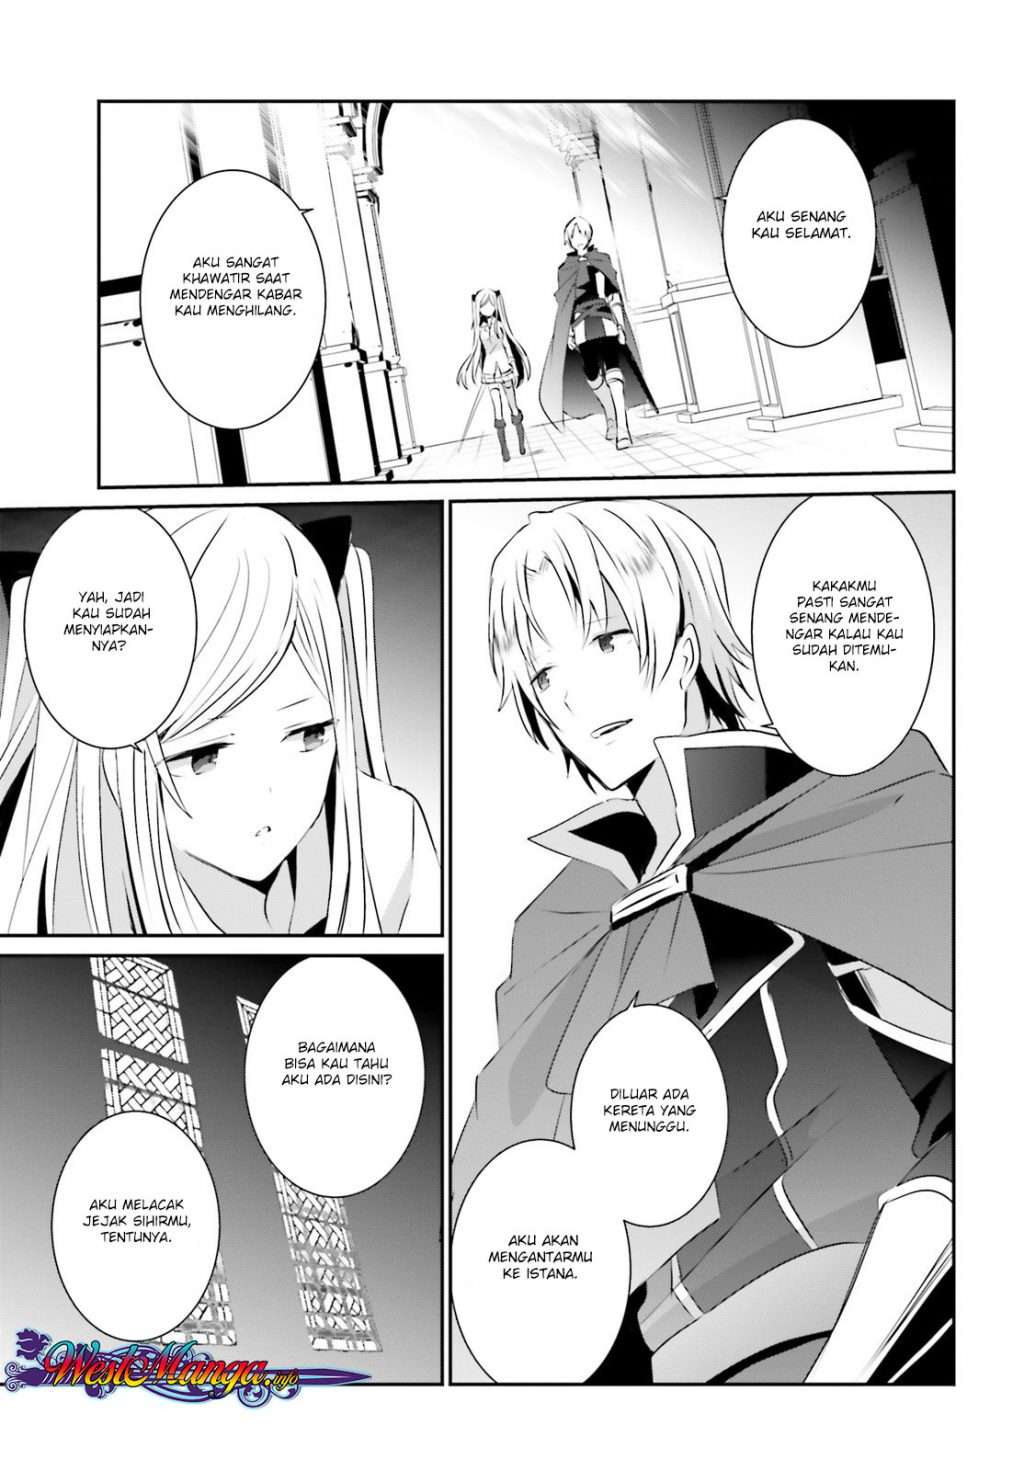 AKU SENANG
KAU SELAMAT.
AKU SANGAT
KHAWATIR SAAT
MENDENGAR KABAR
KAU MENGHILANG.
KAKAKMU
PASTI SANGAT
SENANG MENDE-
NGAR KALAU KAU
SUDAH DITEMU-
KAN.
DILUAR ADA
KERETA YANG
MENUNGGU.
AKU AKAN
MENGANTARMU
KE ISTANA.
YAH, JADI
KAU SUDAH
MENYIAPKAN-
NYA?
BAGAIMANA
BISA KAU TAHU
AKU ADA DISINI?
AKU MELACAK
JEJAK SIHIRMU,
TENTUNYA.
WestManga.info